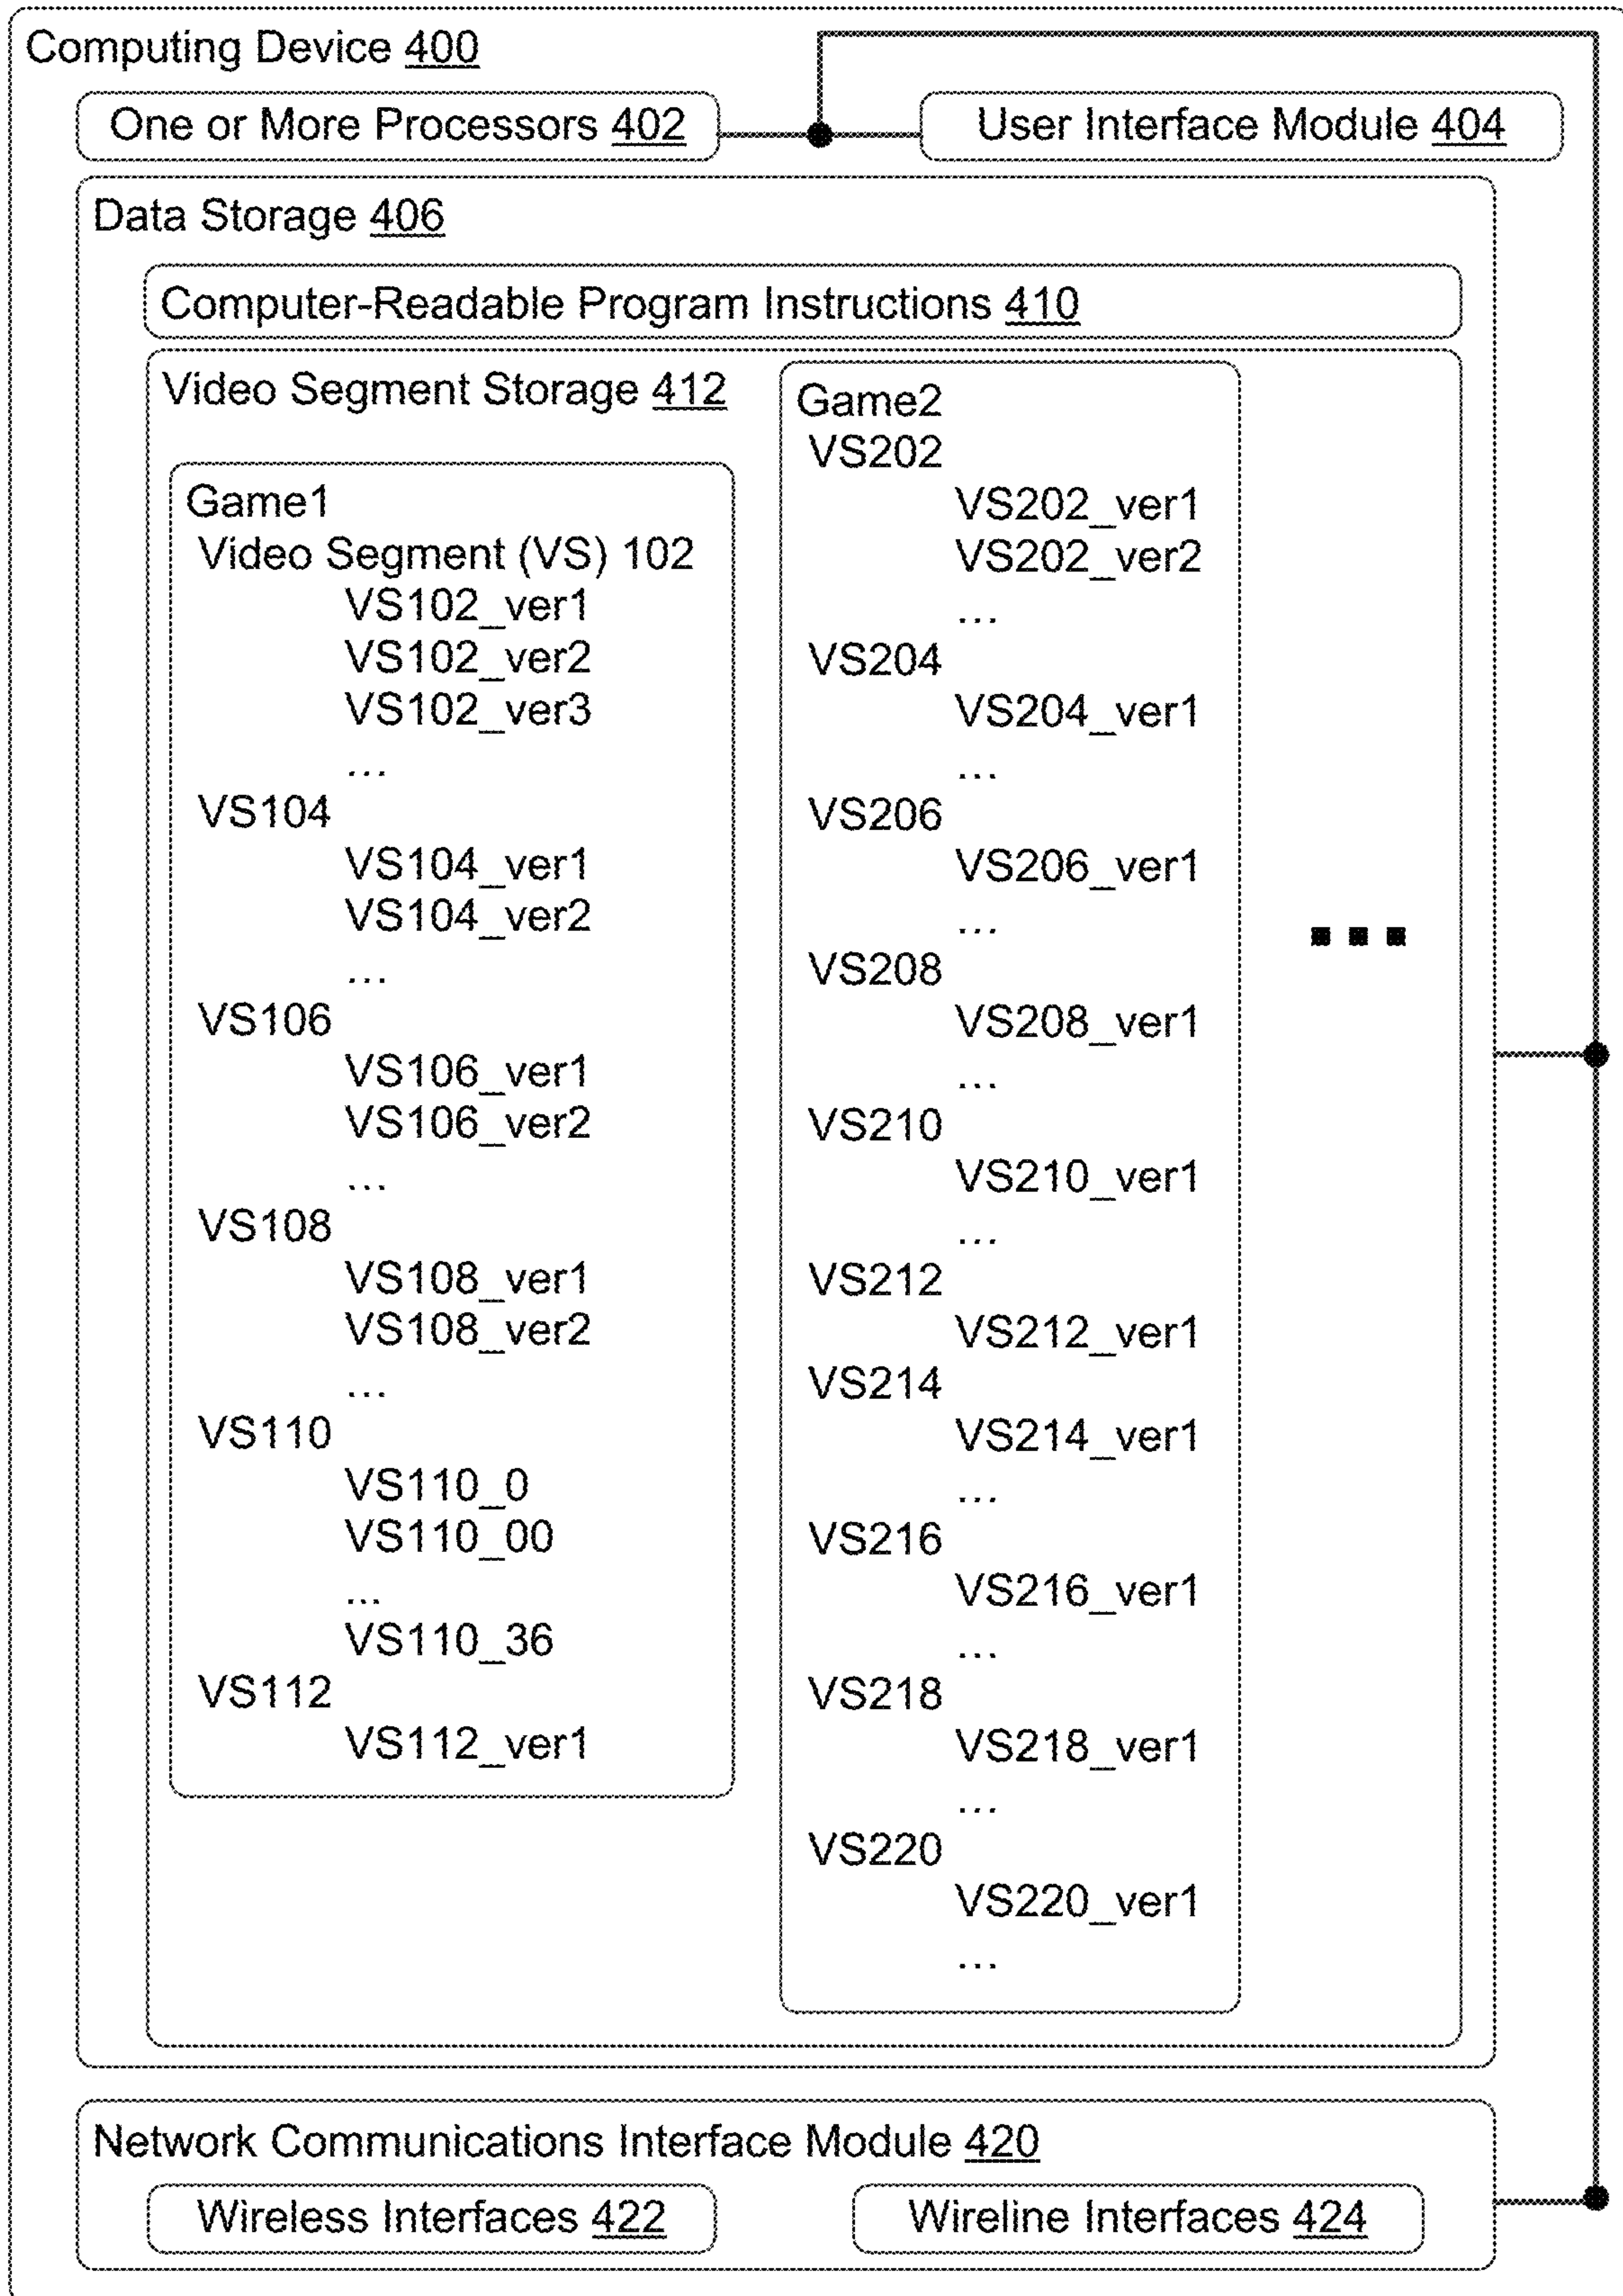 Computing Device 400
One or More Processors 402
User Interface Module 404
Data Storage 406
Computer-Readable Program Instructions 410
Video Segment Storage 412
Game1
Video Segment (VS) 102
VS102_ver1
VS102_ver2
VS102_ver3
...
VS104
VS104_ver1
VS104_ver2
...
VS106
VS106_ver1
VS106_ver2
...
VS108
VS108_ver1
VS108_ver2
...
VS110
VS110_0
VS110_00
...
VS110_36
VS112
VS112_ver1
Game2
VS202
VS202_ver1
VS202_ver2
...
VS204
VS204_ver1
...
VS206
VS206_ver1
...
VS208
VS208_ver1
...
VS210
VS210_ver1
...
VS212
VS212_ver1
VS214
VS214_ver1
...
VS216
VS216_ver1
...
VS218
VS218_ver1
...
VS220
VS220_ver1
...
...
Network Communications Interface Module 420
Wireless Interfaces 422
Wireline Interfaces 424